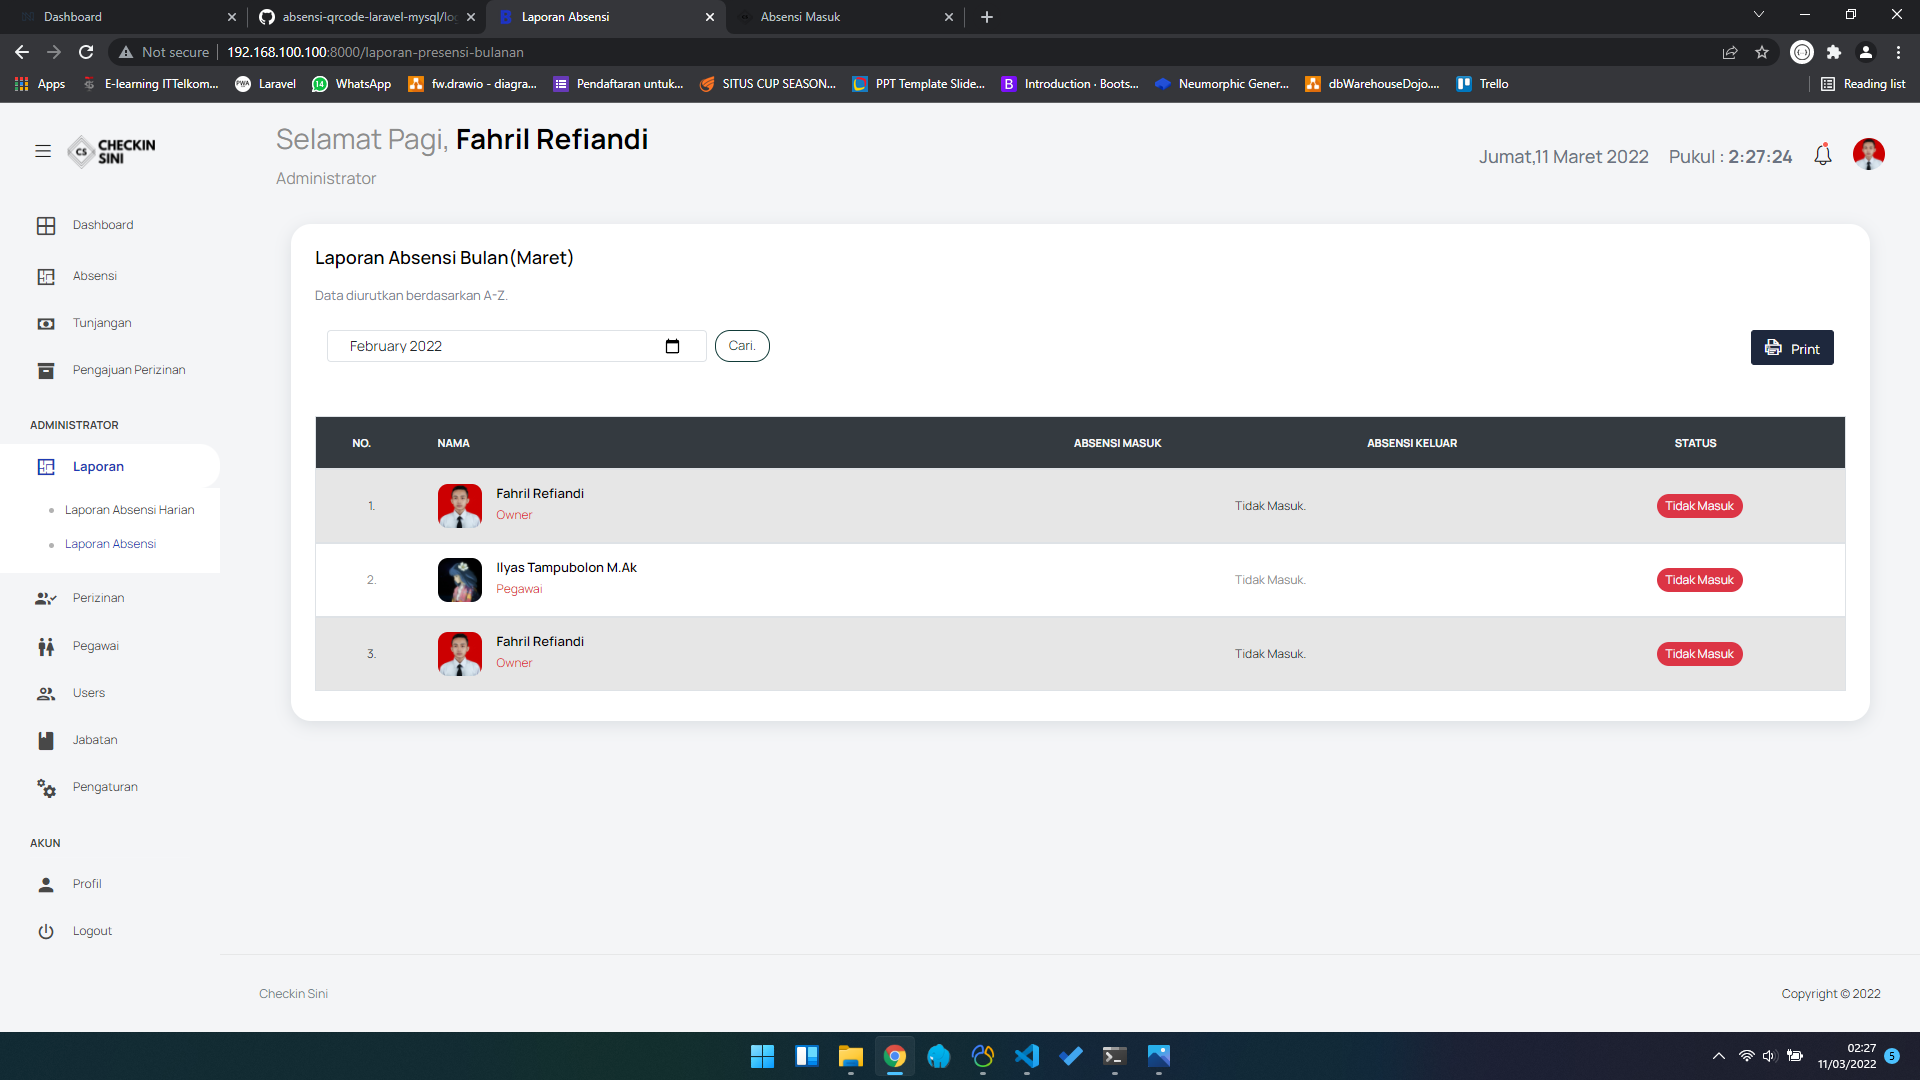 Dashboard
absensi-qrcode-laravel-mysql/log
Laporan Absensi
Absensi Masuk
Not secure
192.168.100.100:8000/laporan-presensi-bulanan
Apps
E-learning ITTelkom...
PWA
Laravel
14
WhatsApp
fw.drawio - diagra...
Pendaftaran untuk...
SITUS CUP SEASON...
PPT Template Slide...
B
Introduction · Boots...
Neumorphic Gener...
dbWarehouseDojo....
Trello
Reading list
CS
CHECKIN
SINI
Selamat Pagi, Fahril Refiandi
Administrator
Jumat,11 Maret 2022
Pukul : 2:27:24
Dashboard
Absensi
Tunjangan
Pengajuan Perizinan
ADMINISTRATOR
Laporan
Laporan Absensi Harian
Laporan Absensi
Perizinan
Pegawai
Users
Jabatan
Pengaturan
AKUN
Profil
Logout
Laporan Absensi Bulan(Maret)
Data diurutkan berdasarkan A-Z.
February 2022
Cari.
Print
NO. NAMA ABSENSI MASUK ABSENSI KELUAR STATUS
1. Fahril Refiandi
Owner
Tidak Masuk.
Tidak Masuk
2. Ilyas Tampubolon M.Ak
Pegawai
Tidak Masuk.
Tidak Masuk
3. Fahril Refiandi
Owner
Tidak Masuk.
Tidak Masuk
Checkin Sini
Copyright © 2022
02:27
11/03/2022
5